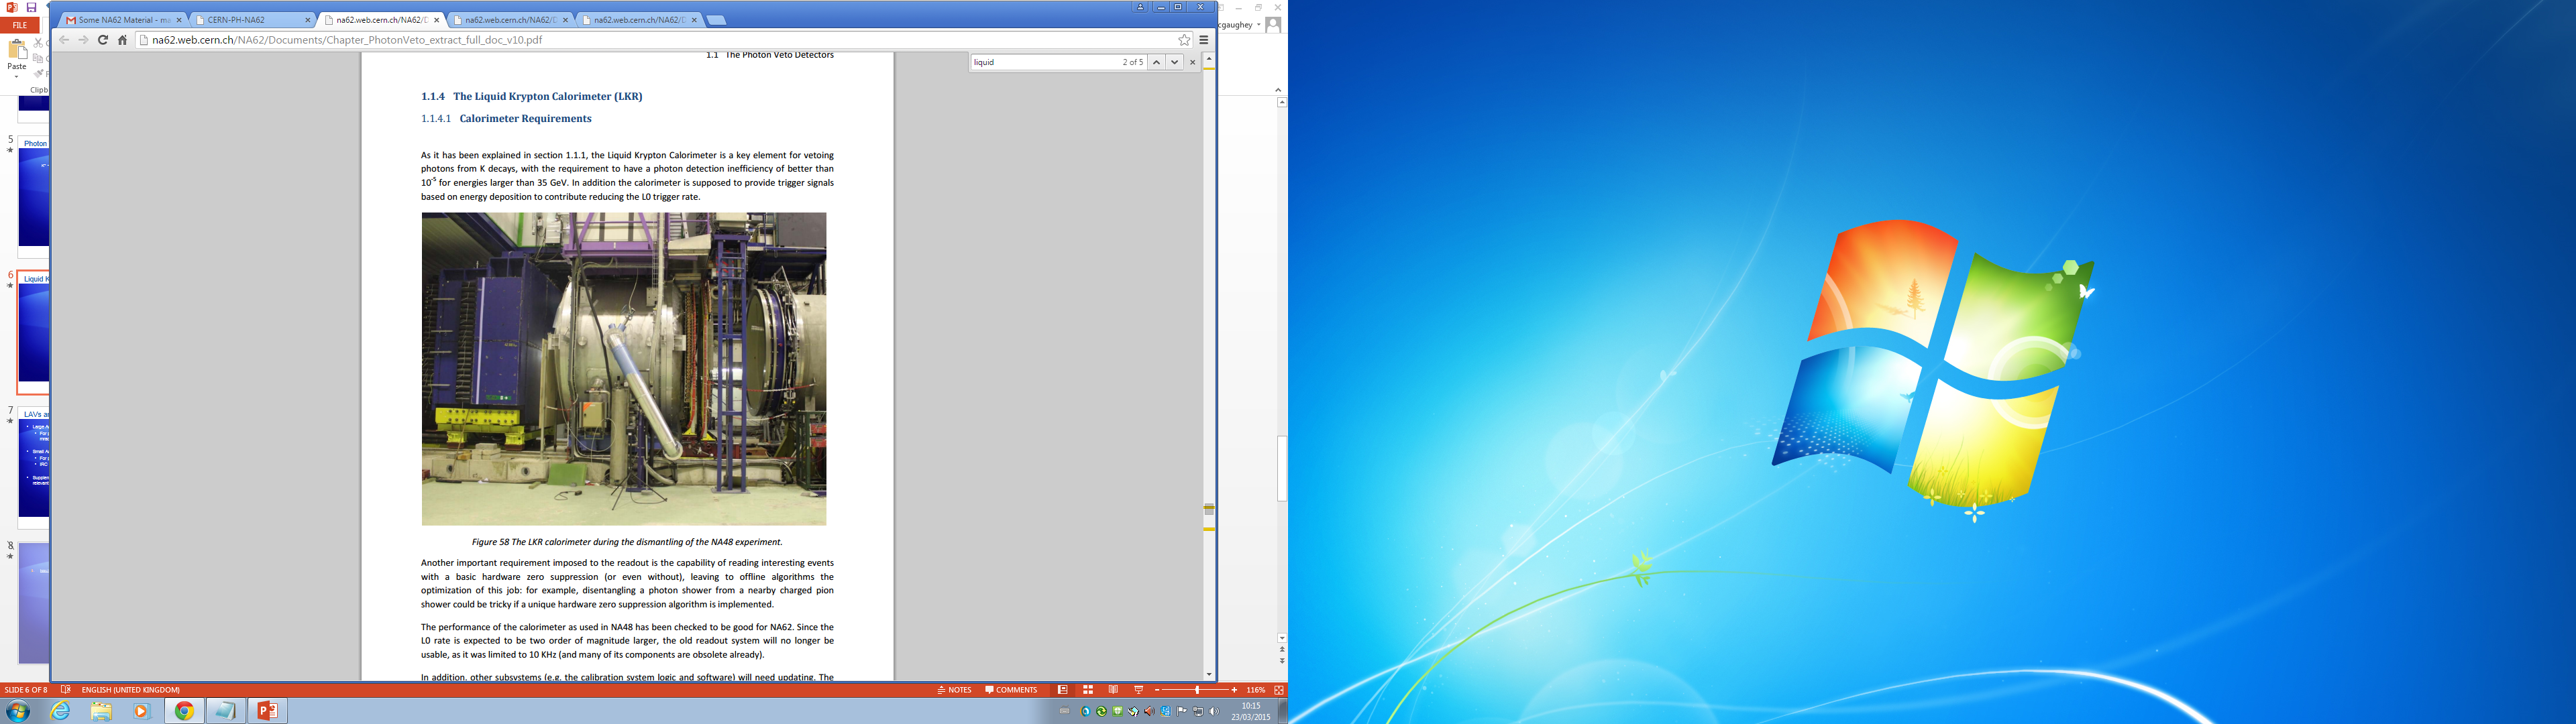 Some NA62 Material - ma
CERN-PH-NA62
na62.web.cern.ch/NA62/D
na62.web.cern.ch/NA62/D
na62.web.cern.ch/NA62/D
cgaughey
FILE
na62.web.cern.ch/NA62/Documents/Chapter_PhotonVeto_extract_full_doc_v10.pdf
Paste
Clipb
liquid
2 of 5
1.1 The Photon Veto Detectors
1.1.4 The Liquid Krypton Calorimeter (LKR)
1.1.4.1 Calorimeter Requirements
As it has been explained in section 1.1.1, the Liquid Krypton Calorimeter is a key element for vetoing
photons from K decays, with the requirement to have a photon detection inefficiency of better than
10⁻⁵ for energies larger than 35 GeV. In addition the calorimeter is supposed to provide trigger signals
based on energy deposition to contribute reducing the L0 trigger rate.
Figure 58 The LKR calorimeter during the dismantling of the NA48 experiment.
Another important requirement imposed to the readout is the capability of reading interesting events
with a basic hardware zero suppression (or even without), leaving to offline algorithms the
optimization of this job: for example, disentangling a photon shower from a nearby charged pion
shower could be tricky if a unique hardware zero suppression algorithm is implemented.
The performance of the calorimeter as used in NA48 has been checked to be good for NA62. Since the
L0 rate is expected to be two order of magnitude larger, the old readout system will no longer be
usable, as it was limited to 10 KHz (and many of its components are obsolete already).
In addition, other subsystems (e.g. the calibration system logic and software) will need updating. The
5
Photon
6
Liquid K
7
LAVs a
Large A
For p
Small A
For p
IRC
Supplem
relevant
8
SLIDE 6 OF 8
ENGLISH (UNITED KINGDOM)
NOTES
COMMENTS
116%
10:15
23/03/2015